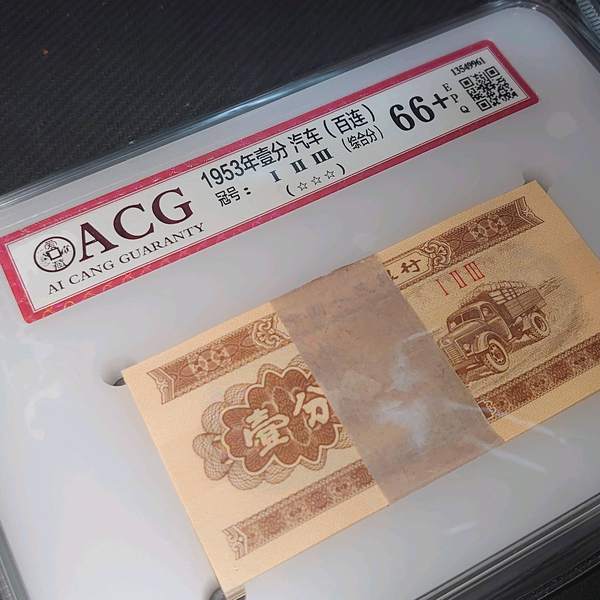 ACG
AI CANG GUARANTY
1953年壹分 汽车（百连）
冠号： I II III （综合分）
（☆☆☆）
66+
EPQ
13549961
行
I II III
壹分